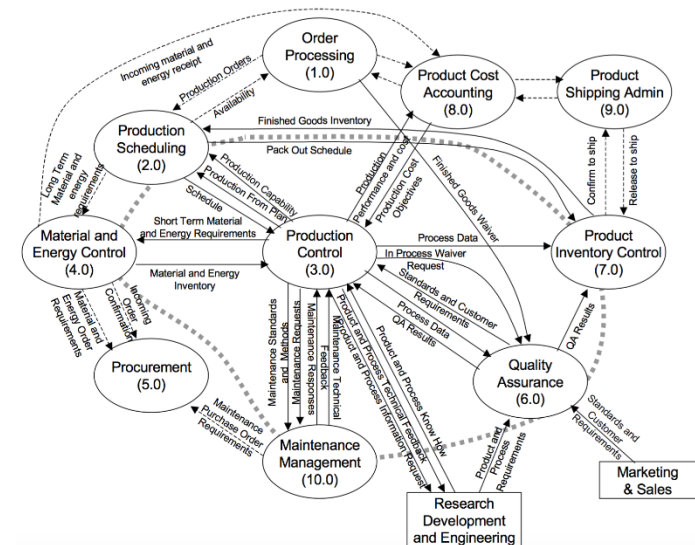 Order
Processing
(1.0)
Incoming material and
energy receipt
Production Orders
Availability
Product Cost
Accounting
(8.0)
Product
Shipping Admin
(9.0)
Production
Scheduling
(2.0)
Finished Goods Inventory
Pack Out Schedule
Long Term
Material and
energy
requirements
Production Capability
Production From Plan
Schedule
Production
Performance and cost
Production Cost
Objectives
Finished Goods Waiver
Confirm to ship
Release to ship
Short Term Material
and Energy Requirements
Material and
Energy Control
(4.0)
Material and Energy
Inventory
Production
Control
(3.0)
Process Data
In Process Waiver
Request
Standards and Customer
Requirements
Process Data
QA Results
Product
Inventory Control
(7.0)
QA Results
Material and
Energy Order
Requirements
Incoming
Order
Confirmation
Procurement
(5.0)
Maintenance
Purchase Order
Requirements
Maintenance Standards
and Methods
Maintenance Requests
Maintenance Responses
Maintenance Technical
Feedback
Product and Process Know How
Product and Process Technical Feedback
Product and Process Information
Request
Quality
Assurance
(6.0)
Product and
Process
Requirements
Standards and
Customer
Requirements
Maintenance
Management
(10.0)
Marketing
& Sales
Research
Development
and Engineering